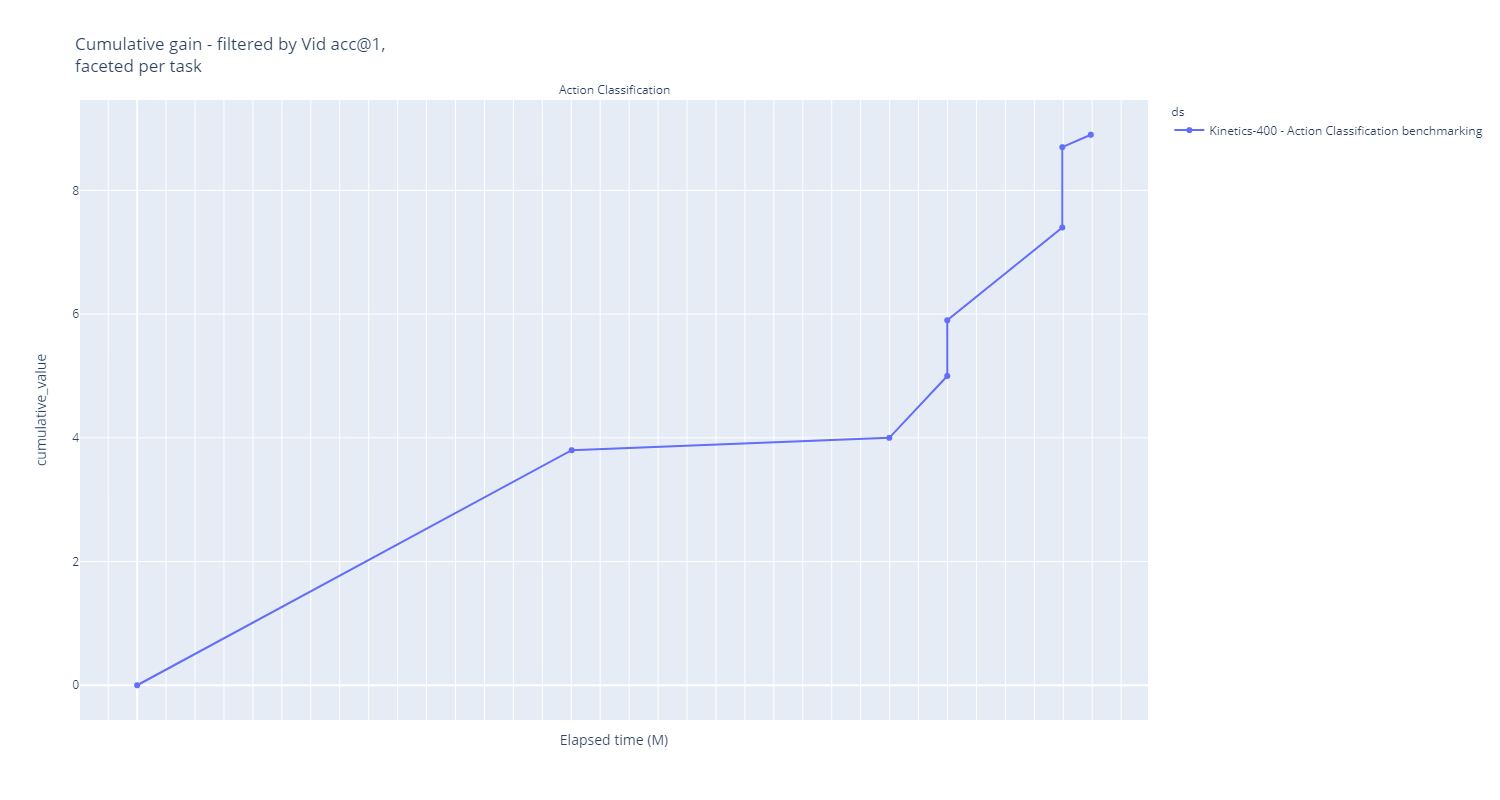 Cumulative gain - filtered by Vid acc@1,
faceted per task
Action Classification
ds
Kinetics-400 - Action Classification benchmarking
8
6
4
2
0
cumulative_value
Elapsed time (M)